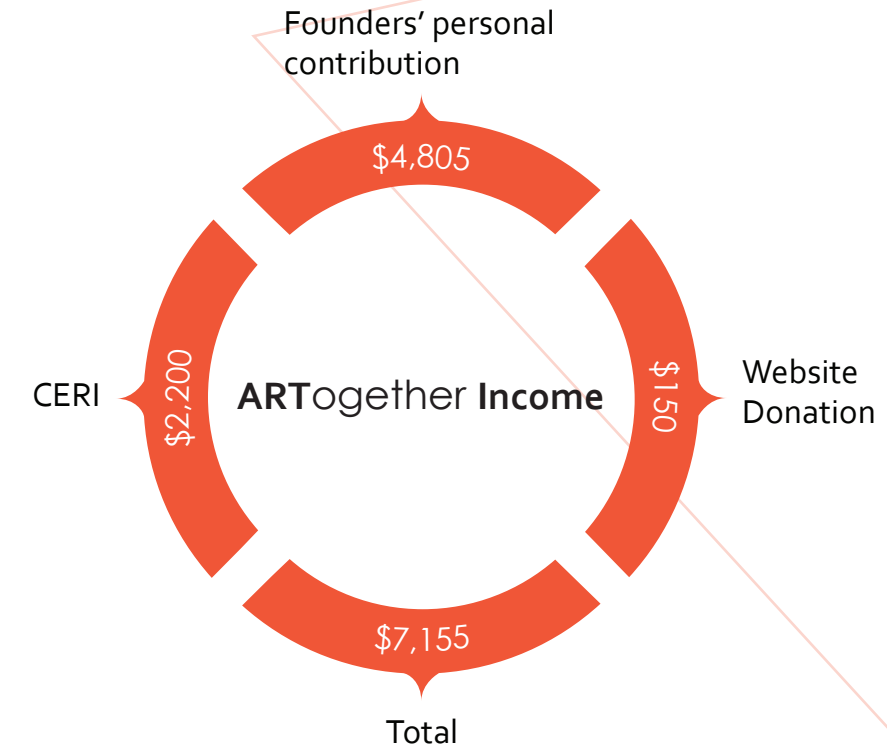 Founders’ personal
contribution
$4,805
CERI
$2,200
ARTogether Income
$150
Website
Donation
$7,155
Total